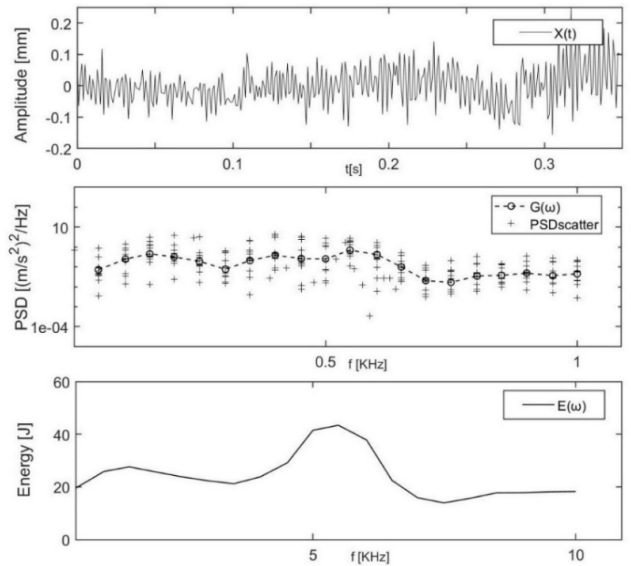 0.2
0.1
0
-0.1
-0.2
Amplitude [mm]
X(t)
0
0.1
0.2
0.3
t[s]
10
1e-04
PSD [(m/s²)²/Hz]
G(ω)
PSDscatter
0.5
1
f [KHz]
60
40
20
0
Energy [J]
E(ω)
5
10
f [KHz]